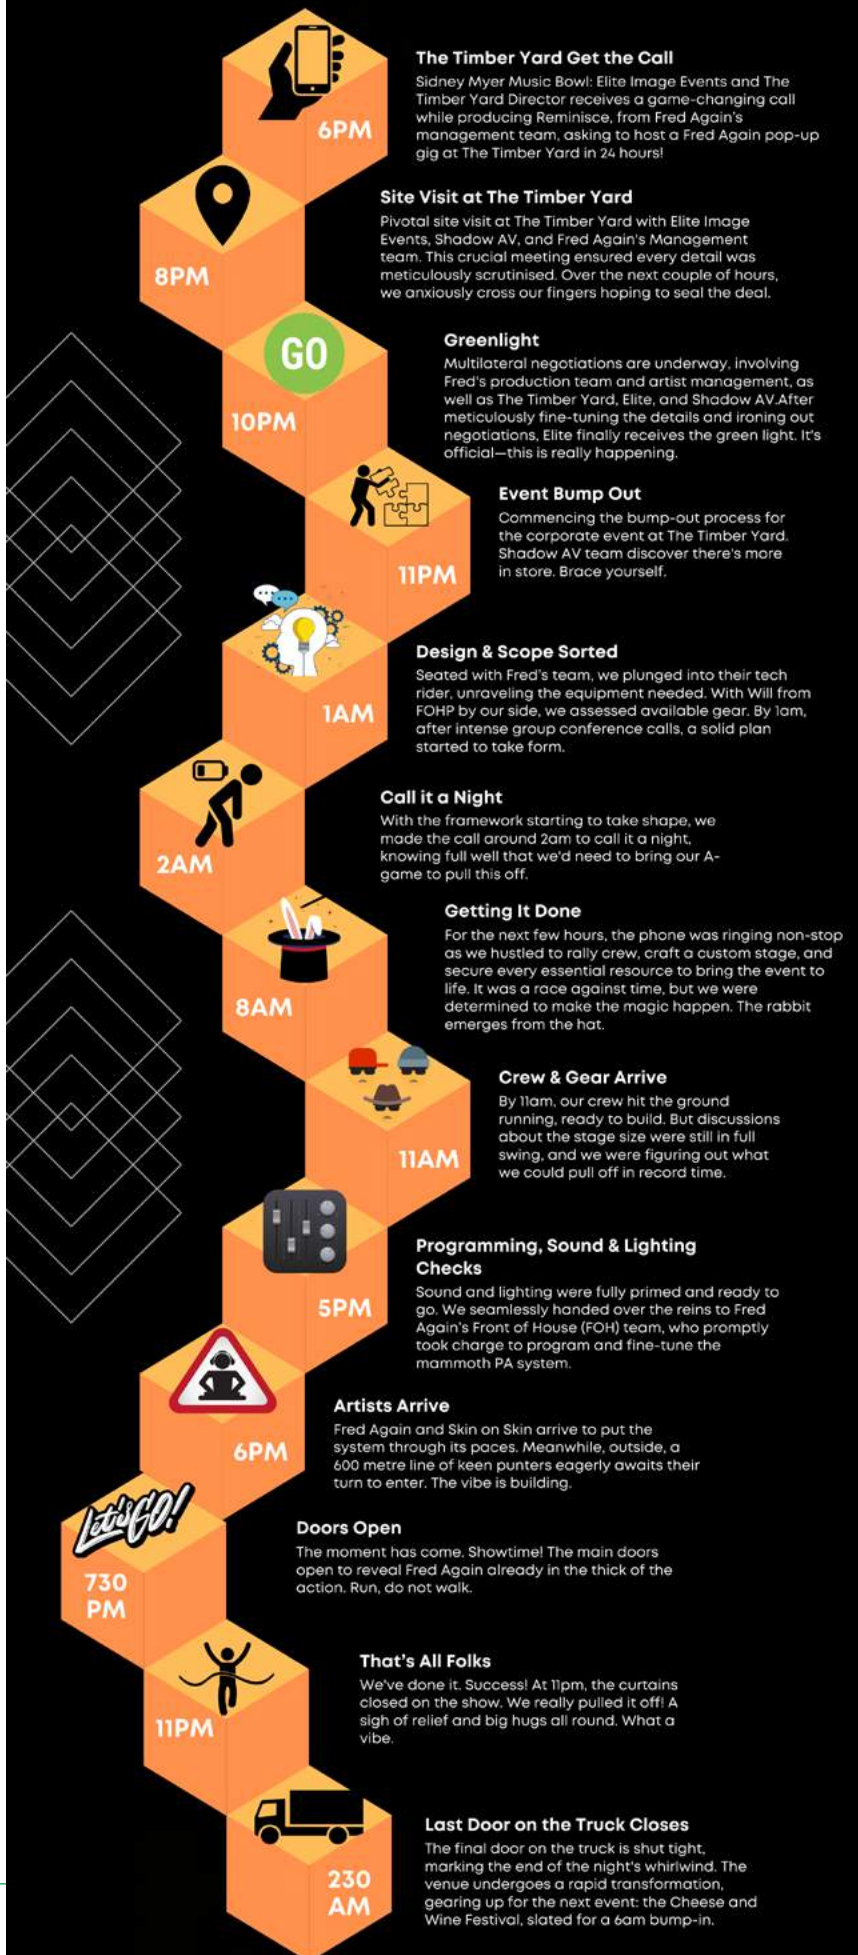 The Timber Yard Get the Call
Sidney Myer Music Bowl: Elite Image Events and The
Timber Yard Director receives a game-changing call
while producing Reminisce, from Fred Again's
management team, asking to host a Fred Again pop-up
gig at The Timber Yard in 24 hours!
6PM
Site Visit at The Timber Yard
Pivotal site visit at The Timber Yard with Elite Image
Events, Shadow AV, and Fred Again's Management
team. This crucial meeting ensured every detail was
meticulously scrutinised. Over the next couple of hours,
we anxiously cross our fingers hoping to seal the deal.
8PM
GO
Greenlight
Multilateral negotiations are underway, involving
Fred's production team and artist management, as
well as The Timber Yard, Elite, and Shadow AV.After
meticulously fine-tuning the details and ironing out
negotiations, Elite finally receives the green light. It's
official—this is really happening.
10PM
Event Bump Out
Commencing the bump-out process for
the corporate event at The Timber Yard.
Shadow AV team discover there's more
in store. Brace yourself.
11PM
Design & Scope Sorted
Seated with Fred's team, we plunged into their tech
rider, unraveling the equipment needed. With Will from
FOHP by our side, we assessed available gear. By 1am,
after intense group conference calls, a solid plan
started to take form.
1AM
Call it a Night
With the framework starting to take shape, we
made the call around 2am to call it a night,
knowing full well that we'd need to bring our A-
game to pull this off.
2AM
Getting It Done
For the next few hours, the phone was ringing non-stop
as we hustled to rally crew, craft a custom stage, and
secure every essential resource to bring the event to
life. It was a race against time, but we were
determined to make the magic happen. The rabbit
emerges from the hat.
8AM
Crew & Gear Arrive
By 11am, our crew hit the ground
running, ready to build. But discussions
about the stage size were still in full
swing, and we were figuring out what
we could pull off in record time.
11AM
Programming, Sound & Lighting
Checks
Sound and lighting were fully primed and ready to
go. We seamlessly handed over the reins to Fred
Again's Front of House (FOH) team, who promptly
took charge to program and fine-tune the
mammoth PA system.
5PM
Artists Arrive
Fred Again and Skin on Skin arrive to put the
system through its paces. Meanwhile, outside, a
600 metre line of keen punters eagerly awaits their
turn to enter. The vibe is building.
6PM
Let's GO!
Doors Open
The moment has come. Showtime! The main doors
open to reveal Fred Again already in the thick of the
action. Run, do not walk.
730
PM
That's All Folks
We've done it. Success! At 11pm, the curtains
closed on the show. We really pulled it off! A
sigh of relief and big hugs all round. What a
vibe.
11PM
Last Door on the Truck Closes
The final door on the truck is shut tight,
marking the end of the night's whirlwind. The
venue undergoes a rapid transformation,
gearing up for the next event: the Cheese and
Wine Festival, slated for a 6am bump-in.
230
AM